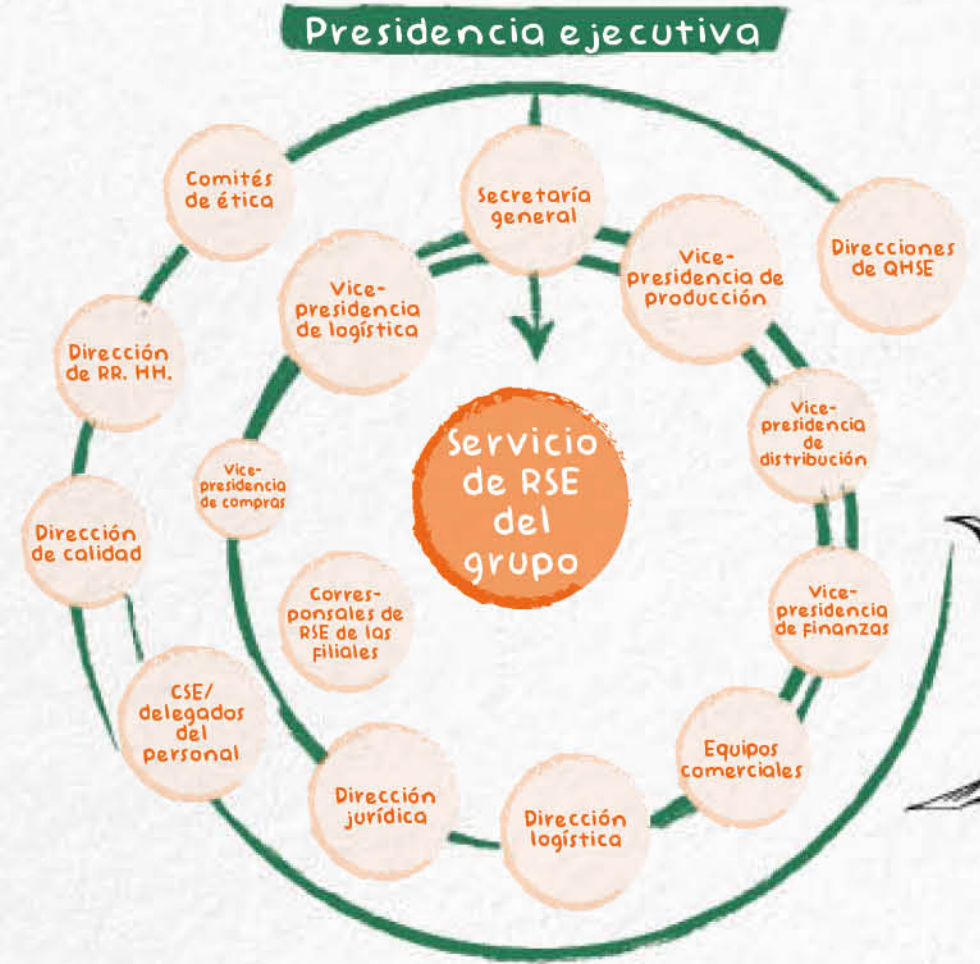 Presidencia ejecutiva
Comités
de ética
Secretaría
general
Direcciones
de QHSE
Vice-
presidencia
de logística
Vice-
presidencia de
producción
Dirección
de RR. HH.
Vice-
presidencia
de
distribución
Servicio
de RSE
del
grupo
Vice-
presidencia
de compras
Dirección
de calidad
Corres-
ponsales de
RSE de las
filiales
Vice-
presidencia
de finanzas
CSE/
delegados
del
personal
Equipos
comerciales
Dirección
jurídica
Dirección
logística